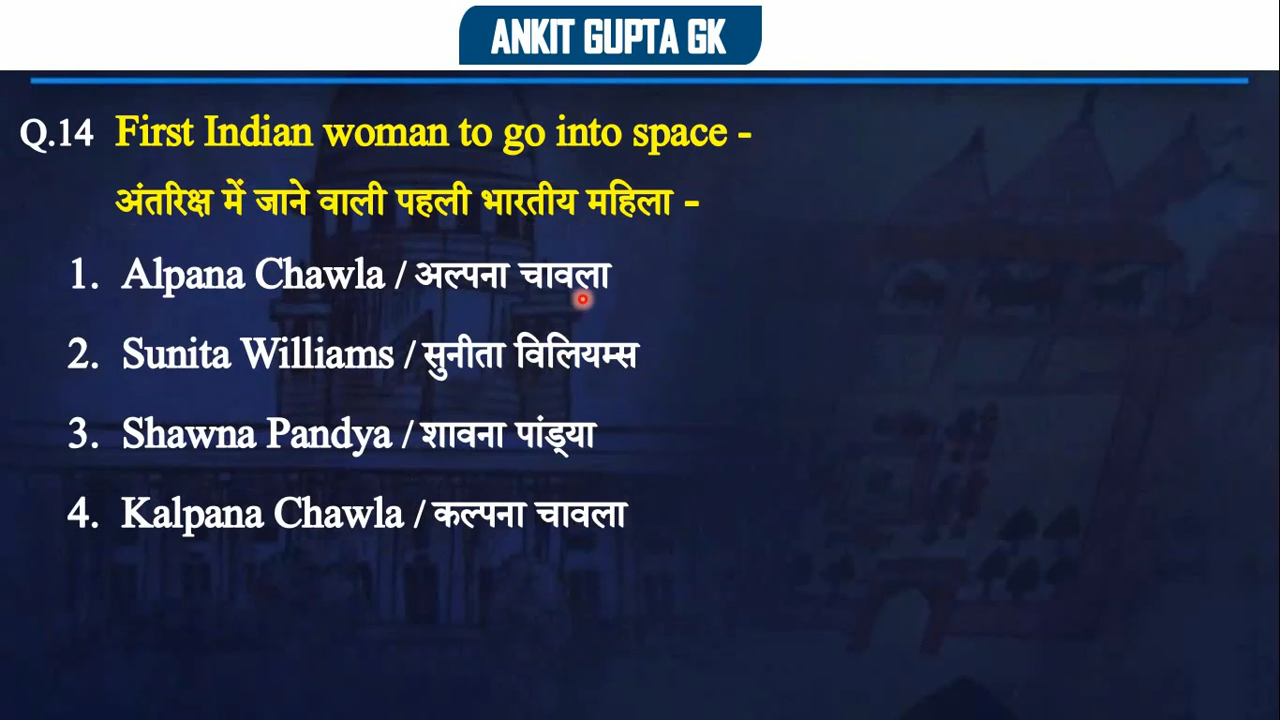 ANKIT GUPTA GK
Q.14 First Indian woman to go into space -
अंतरिक्ष में जाने वाली पहली भारतीय महिला -
1. Alpana Chawla / अल्पना चावला
2. Sunita Williams / सुनीता विलियम्स
3. Shawna Pandya / शावना पांड्या
4. Kalpana Chawla / कल्पना चावला